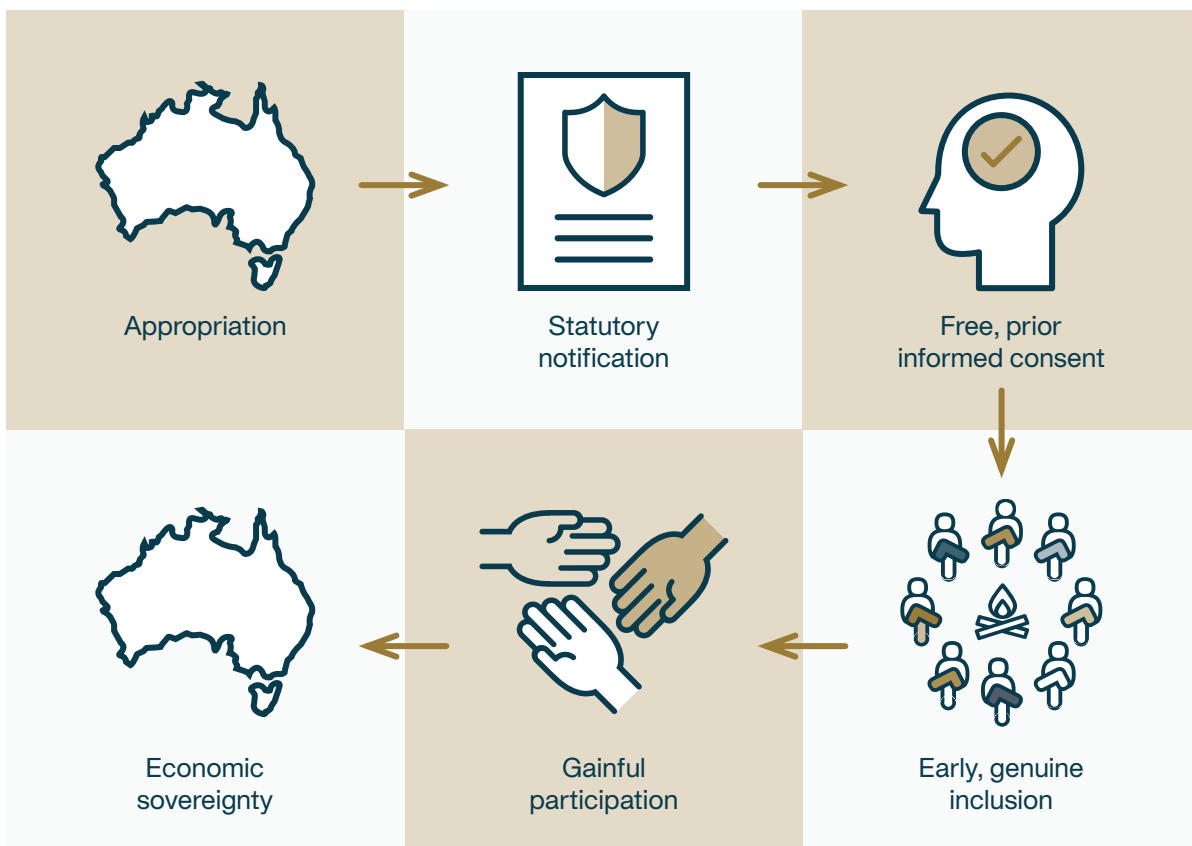 Appropriation
Statutory
notification
Free, prior
informed consent
Early, genuine
inclusion
Gainful
participation
Economic
sovereignty